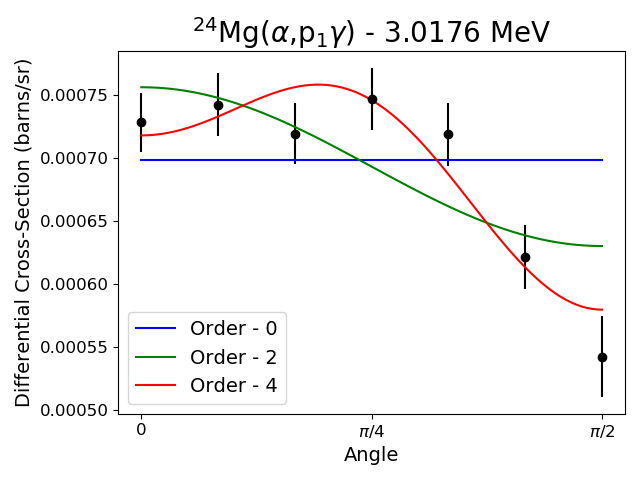 ²⁴Mg(α,p₁γ) - 3.0176 MeV
Differential Cross-Section (barns/sr)
0.00075
0.00070
0.00065
0.00060
0.00055
0.00050
Order - 0
Order - 2
Order - 4
0
π/4
π/2
Angle